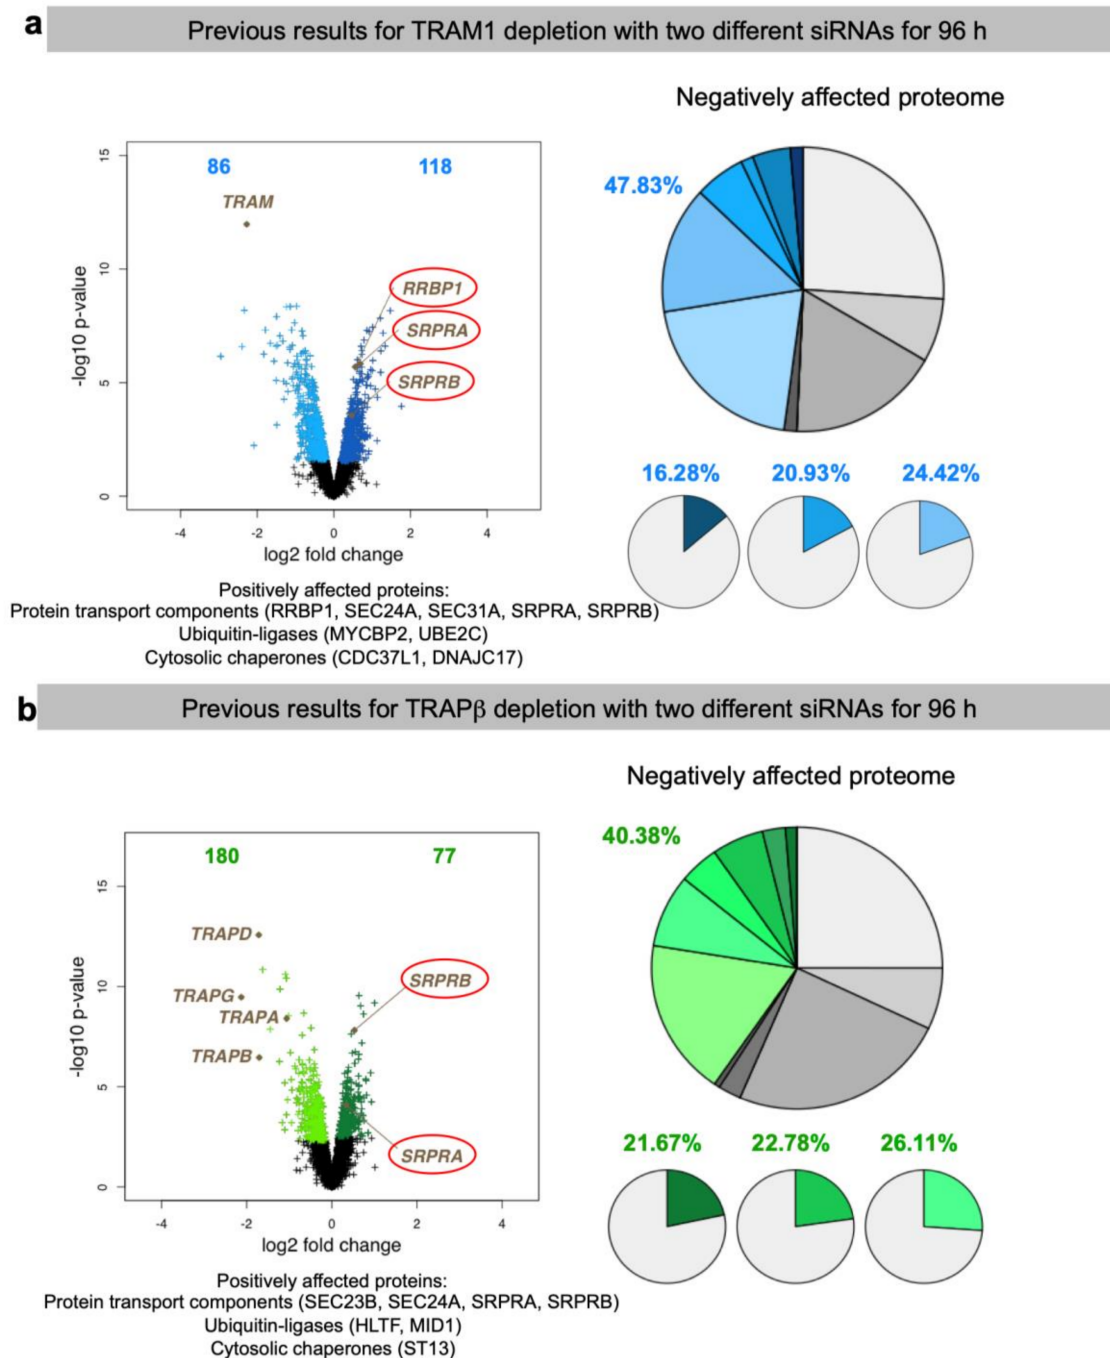 a
Previous results for TRAM1 depletion with two different siRNAs for 96 h
Negatively affected proteome
86
118
TRAM
RRBP1
SRPRA
SRPRB
15
10
5
0
-log10 p-value
-4
-2
0
2
4
log2 fold change
47.83%
16.28%
20.93%
24.42%
Positively affected proteins:
Protein transport components (RRBP1, SEC24A, SEC31A, SRPRA, SRPRB)
Ubiquitin-ligases (MYCBP2, UBE2C)
Cytosolic chaperones (CDC37L1, DNAJC17)
b
Previous results for TRAPβ depletion with two different siRNAs for 96 h
Negatively affected proteome
180
77
TRAPD
TRAPG
TRAPA
TRAPB
SRPRB
SRPRA
15
10
5
0
-log10 p-value
-4
-2
0
2
4
log2 fold change
40.38%
21.67%
22.78%
26.11%
Positively affected proteins:
Protein transport components (SEC23B, SEC24A, SRPRA, SRPRB)
Ubiquitin-ligases (HLTF, MID1)
Cytosolic chaperones (ST13)